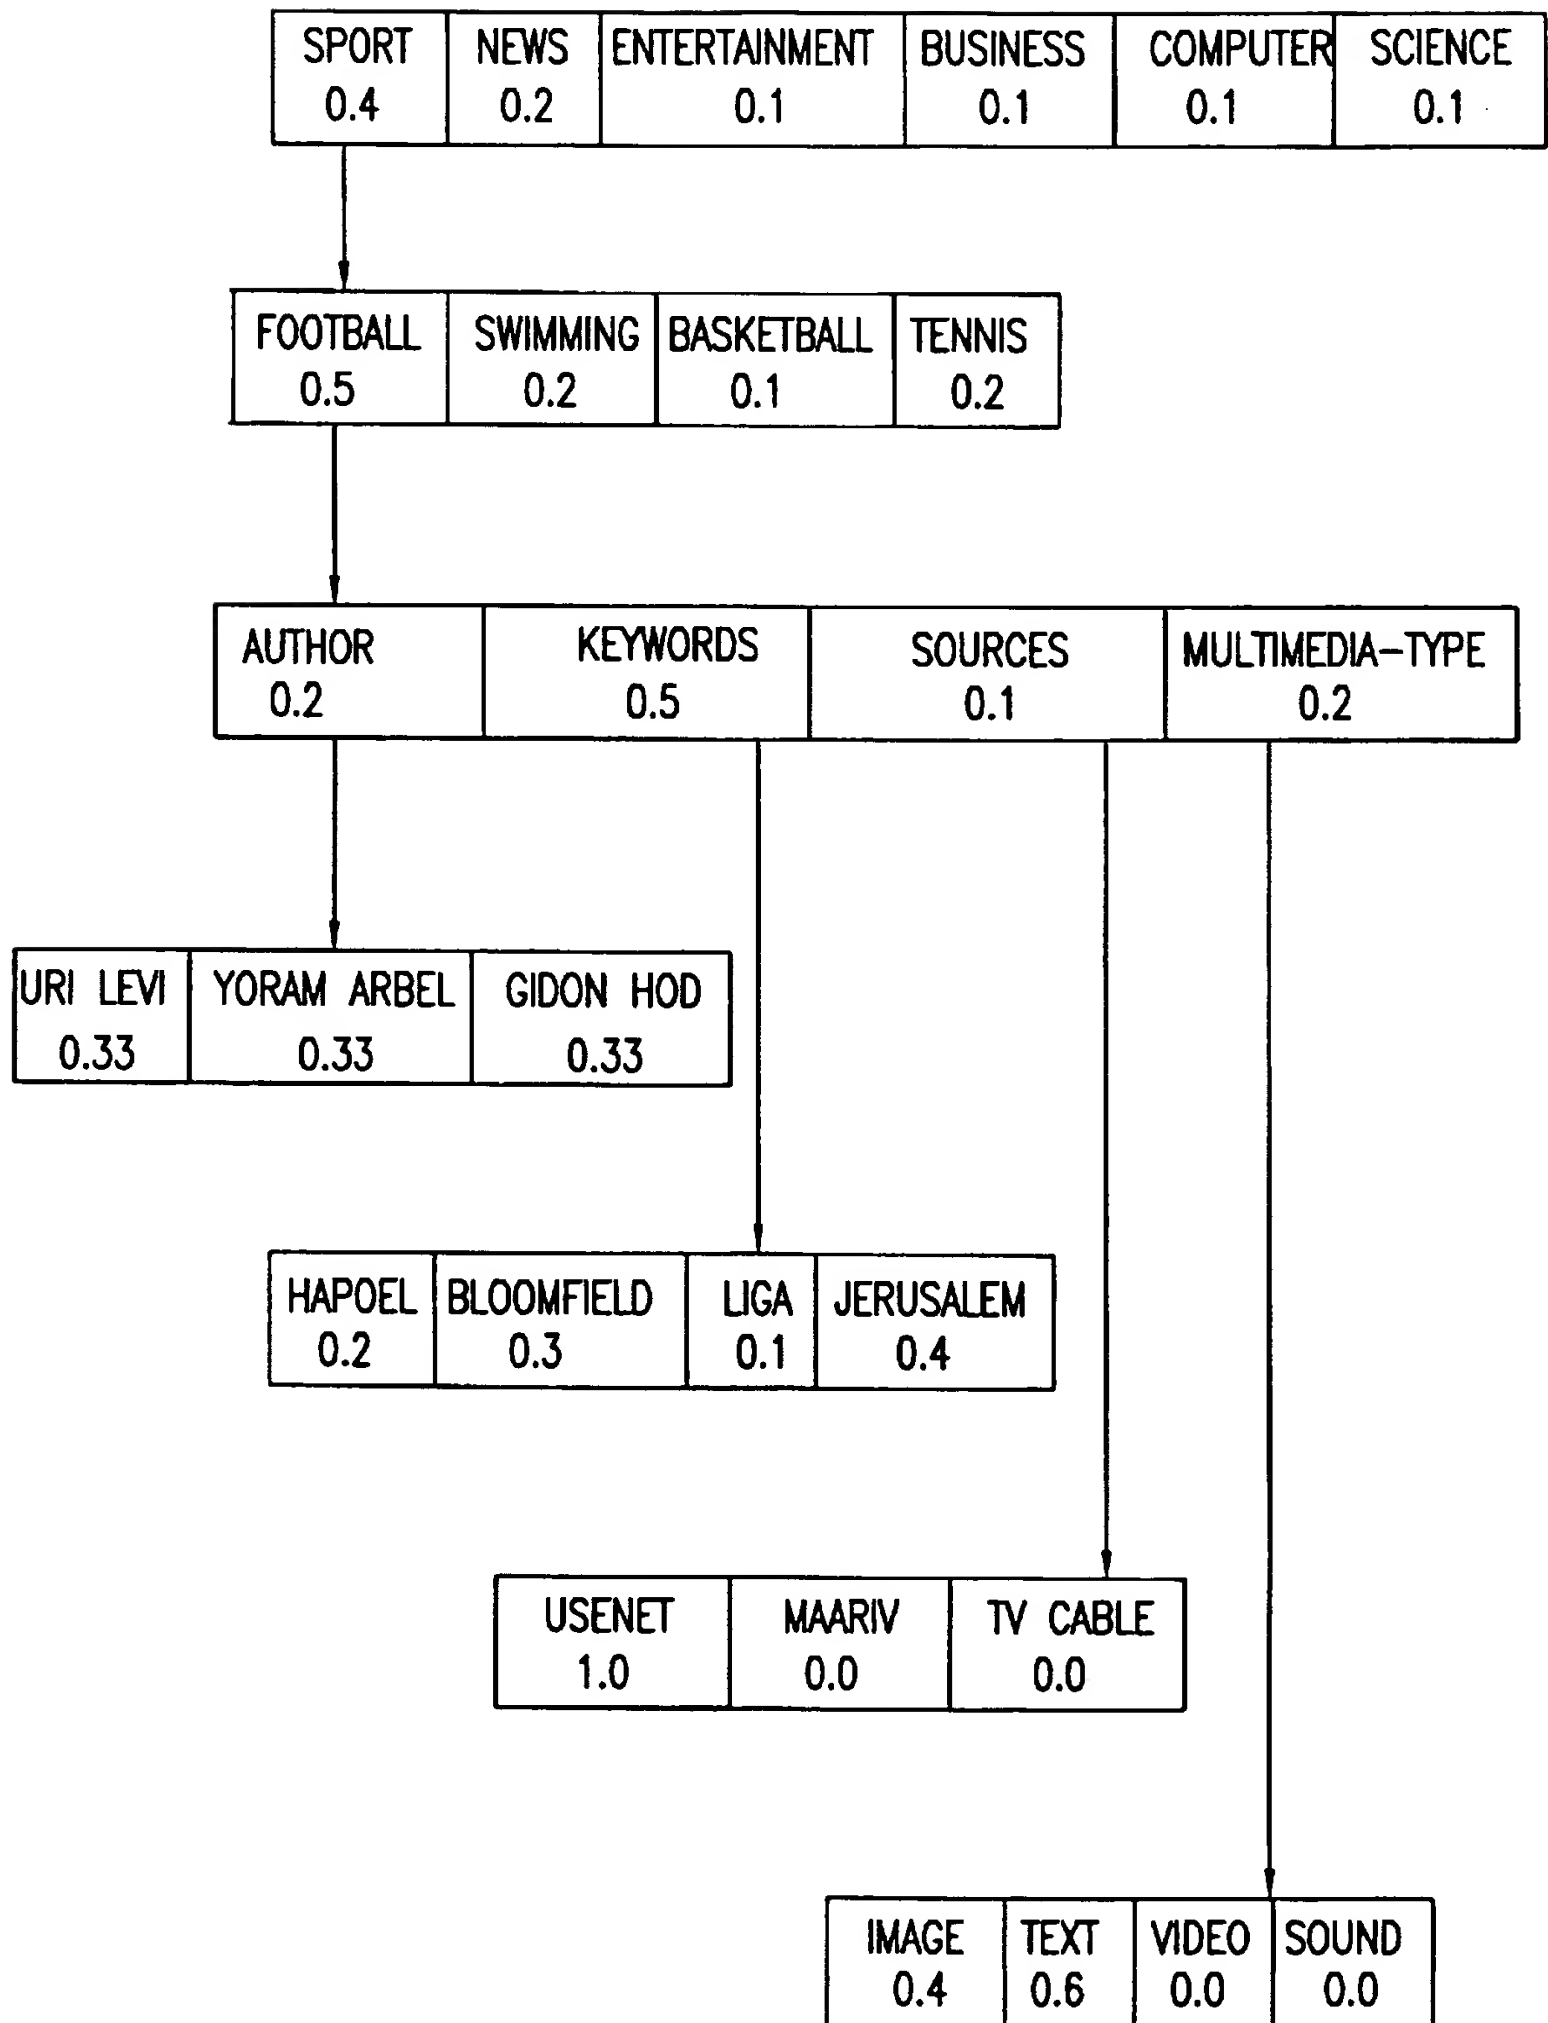 SPORT NEWS ENTERTAINMENT BUSINESS COMPUTER SCIENCE
0.4 0.2 0.1 0.1 0.1 0.1
FOOTBALL SWIMMING BASKETBALL TENNIS
0.5 0.2 0.1 0.2
AUTHOR KEYWORDS SOURCES MULTIMEDIA-TYPE
0.2 0.5 0.1 0.2
URI LEVI YORAM ARBEL GIDON HOD
0.33 0.33 0.33
HAPOEL BLOOMFIELD LIGA JERUSALEM
0.2 0.3 0.1 0.4
USENET MAARIV TV CABLE
1.0 0.0 0.0
IMAGE TEXT VIDEO SOUND
0.4 0.6 0.0 0.0